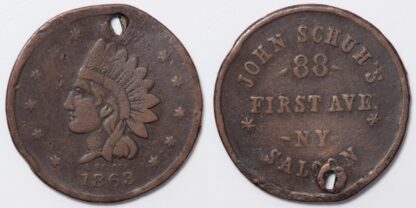 1863
JOHN SCHUH'S
-88-
FIRST AVE.
-NY-
SALOON